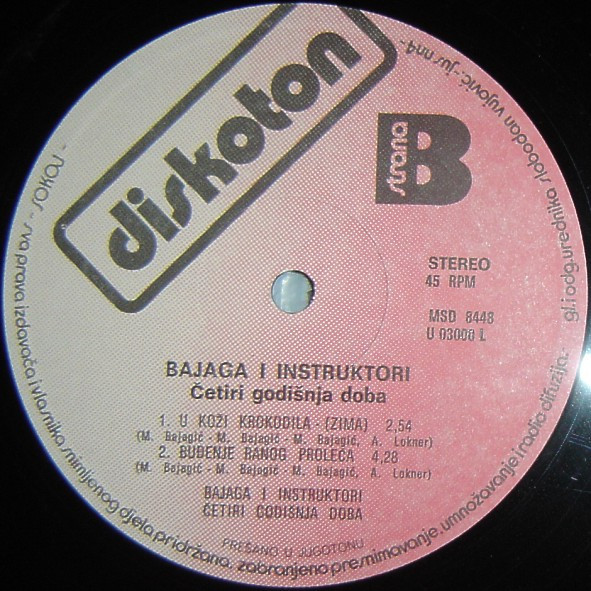 diskoton
strana B
STEREO
45 RPM
MSD 8448
U 03000 L
BAJAGA I INSTRUKTORI
Četiri godišnja doba
1. U KOŽI KROKODILA - (ZIMA) 2,54
(M. Bajagić - M. Bajagić - M. Bajagić, A. Lokner)
2. BUĐENJE RANOG PROLEĆA 4,28
(M. Bajagić - M. Bajagić M. Bajagić, A. Lokner)
BAJAGA I INSTRUKTORI
ČETIRI GODIŠNJA DOBA
PREŠANO U JUGOTONU
- SOKOJ - sva prava izdavača i vlasnika snimljenog djela pridržana. zabranjeno presnimavanje, umnožavanje i radio difuzija. - gl. i odg. urednik slobodan vujović -